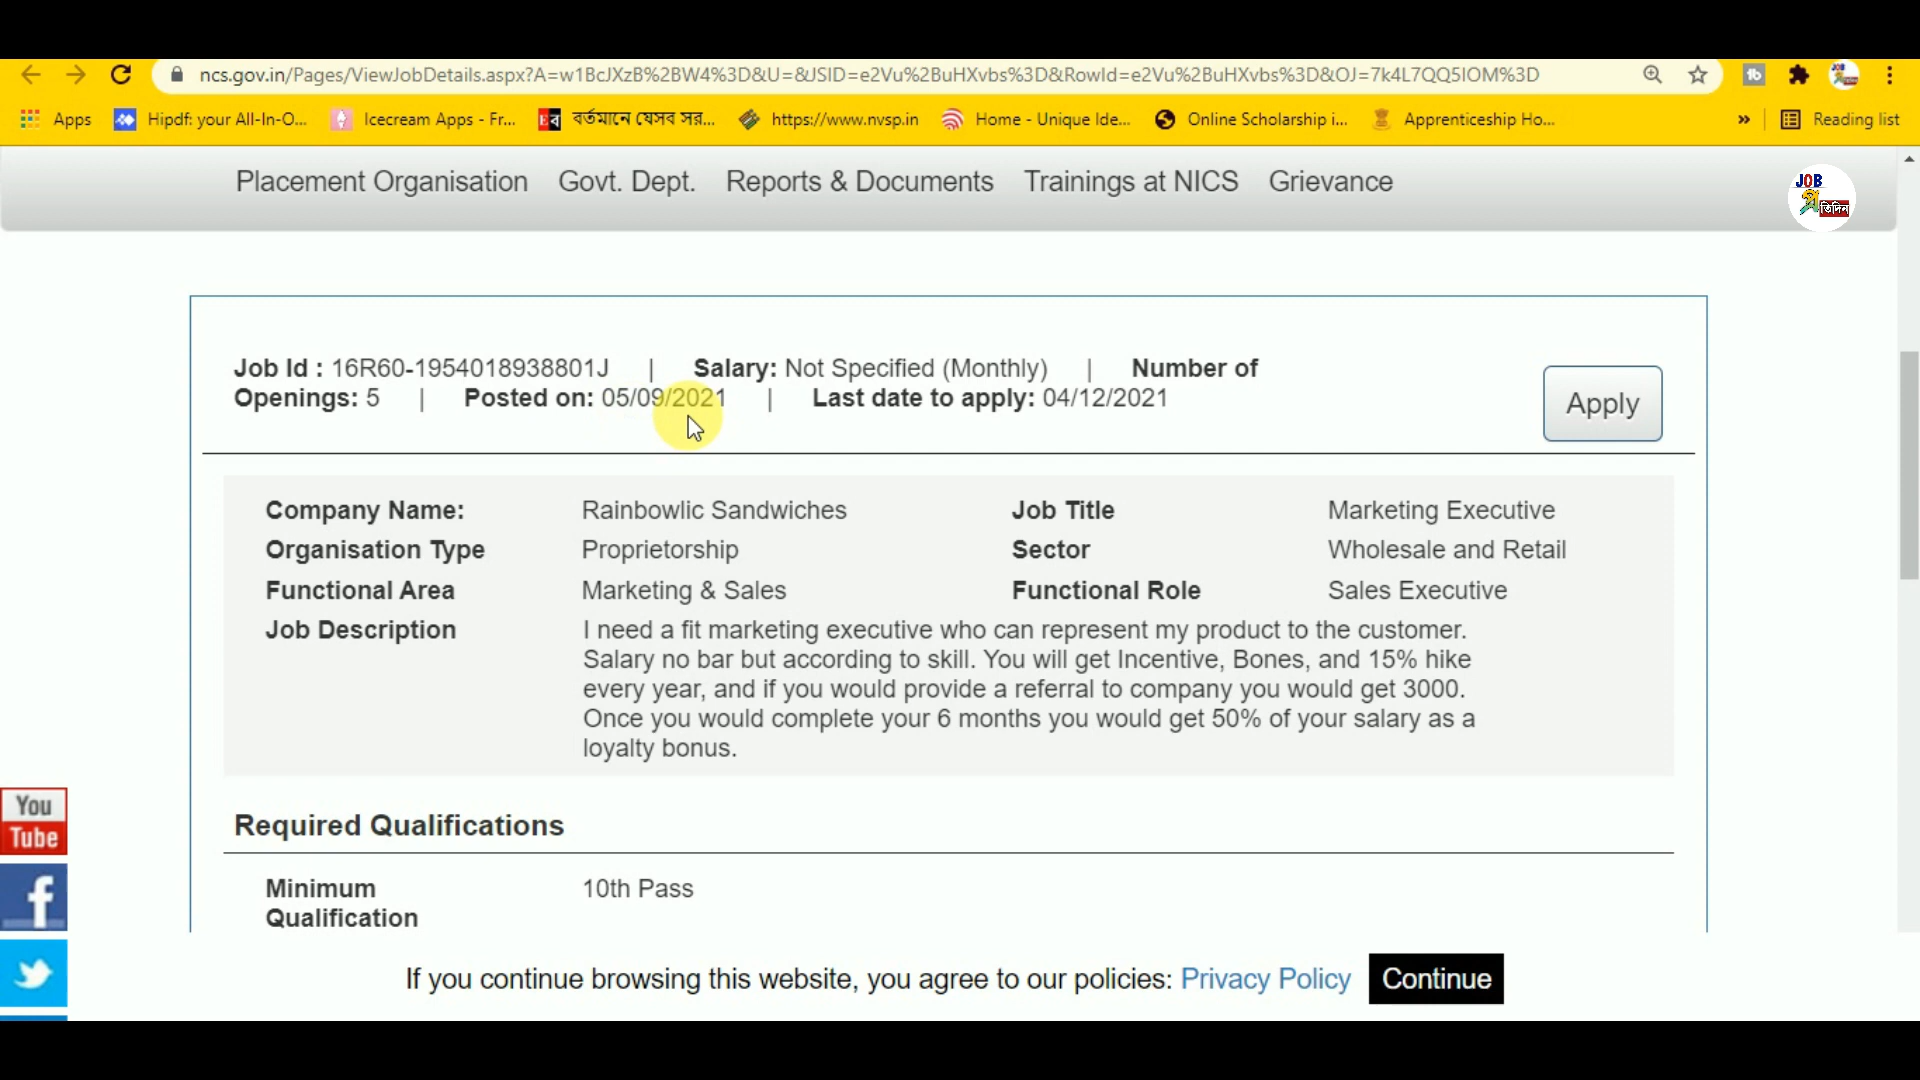 ncs.gov.in/Pages/ViewJobDetails.aspx?A=w1BcJXzB%2BW4%3D&U=&JSID=e2Vu%2BuHXvbs%3D&RowId=e2Vu%2BuHXvbs%3D&OJ=7k4L7QQ5IOM%3D
Apps Hipdf: your All-In-O... Icecream Apps - Fr... বর্তমানে যেসব সর... https://www.nvsp.in Home - Unique Ide... Online Scholarship i... Apprenticeship Ho... » Reading list
Placement Organisation Govt. Dept. Reports & Documents Trainings at NICS Grievance
JOB
প্রতিদিন
Job Id : 16R60-1954018938801J | Salary: Not Specified (Monthly) | Number of
Openings: 5 | Posted on: 05/09/2021 | Last date to apply: 04/12/2021
Apply
Company Name: Rainbowlic Sandwiches Job Title Marketing Executive
Organisation Type Proprietorship Sector Wholesale and Retail
Functional Area Marketing & Sales Functional Role Sales Executive
Job Description I need a fit marketing executive who can represent my product to the customer.
Salary no bar but according to skill. You will get Incentive, Bones, and 15% hike
every year, and if you would provide a referral to company you would get 3000.
Once you would complete your 6 months you would get 50% of your salary as a
loyalty bonus.
You
Tube
Required Qualifications
Minimum 10th Pass
Qualification
If you continue browsing this website, you agree to our policies: Privacy Policy Continue